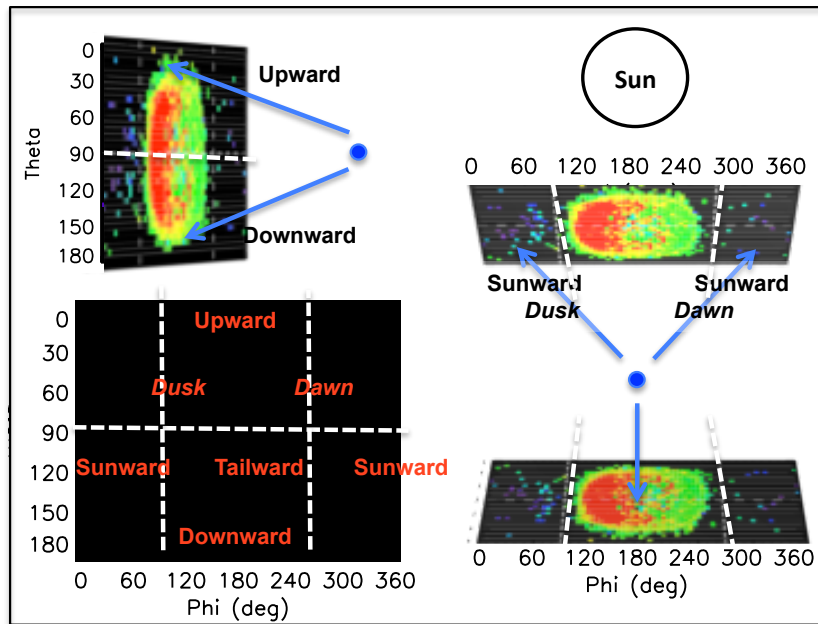 Theta
0
30
60
90
120
150
180
Upward
Downward
Sun
0 60 120 180 240 300 360
Sunward Sunward
Dusk Dawn
0
30
60
90
120
150
180
Upward
Dusk Dawn
Sunward Tailward Sunward
Downward
0 60 120 180 240 300 360
Phi (deg)
0 60 120 180 240 300 360
Phi (deg)